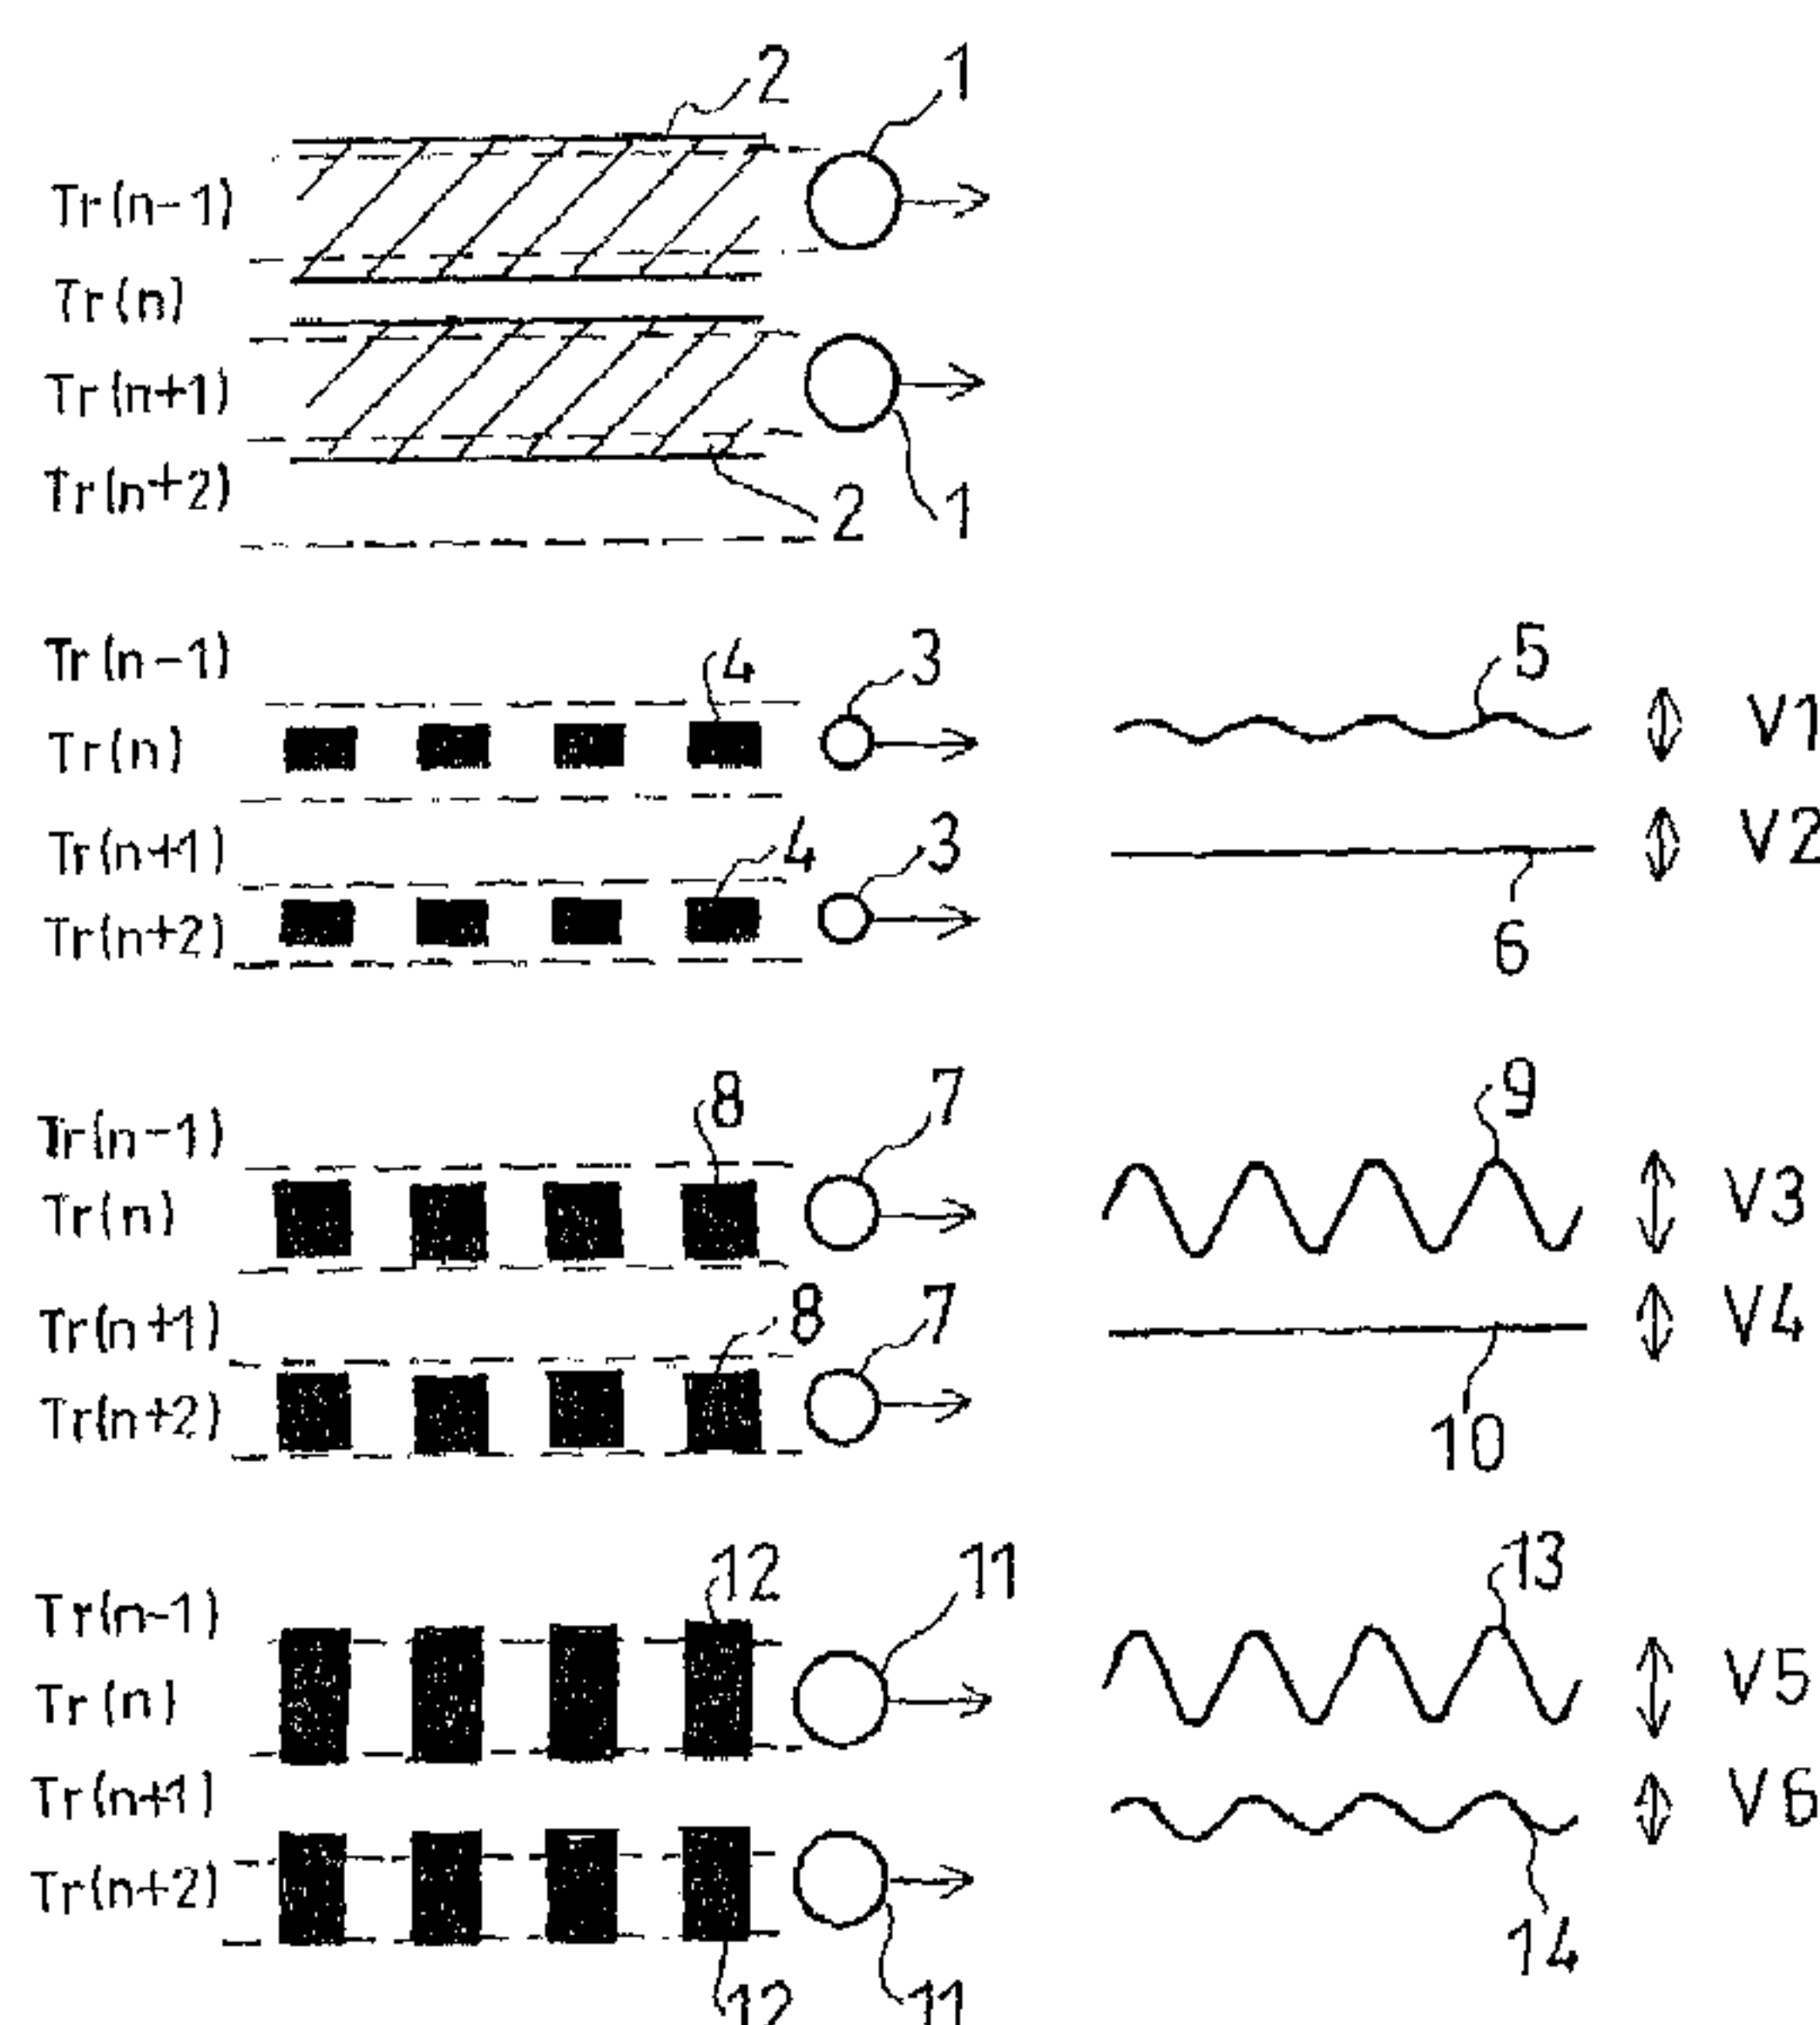 2 1
Tr(n-1)
Tr(n)
Tr(n+1)
Tr(n+2)
2 1
Tr(n-1) 4 3 5
Tr(n) V1
Tr(n+1) 4 3 V2
Tr(n+2) 6
8 7 9
Tr(n-1)
Tr(n) V3
Tr(n+1) 8 7 V4
Tr(n+2) 10
12 11 13
Tr(n-1)
Tr(n) V5
Tr(n+1) V6
Tr(n+2)
14
12 11